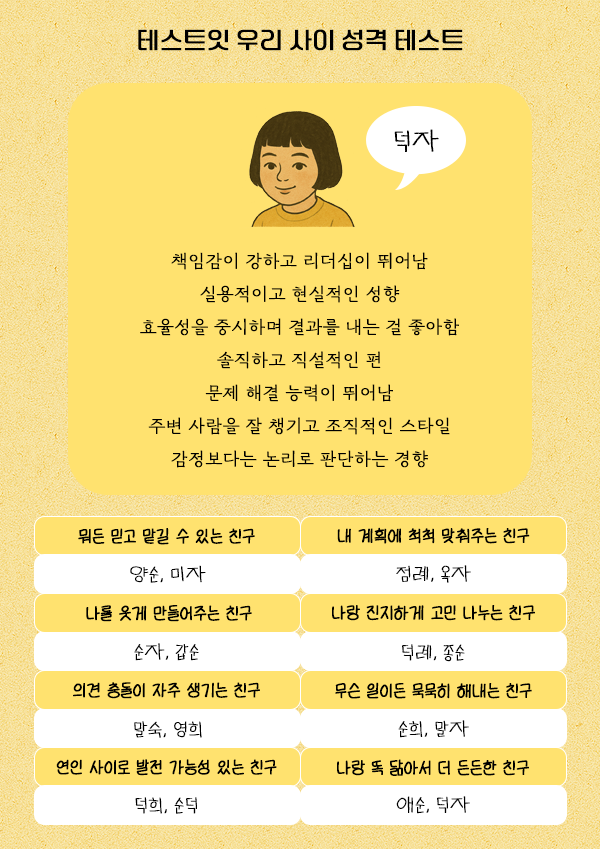 테스트잇 우리 사이 성격 테스트
덕자
책임감이 강하고 리더십이 뛰어남
실용적이고 현실적인 성향
효율성을 중시하며 결과를 내는 걸 좋아함
솔직하고 직설적인 편
문제 해결 능력이 뛰어남
주변 사람을 잘 챙기고 조직적인 스타일
감정보다는 논리로 판단하는 경향
뭐든 믿고 맡길 수 있는 친구
내 계획에 척척 맞춰주는 친구
양순, 미자
점례, 옥자
나를 웃게 만들어주는 친구
나랑 진지하게 고민 나누는 친구
순자, 갑순
덕례, 종순
의견 충돌이 자주 생기는 친구
무슨 일이든 묵묵히 해내는 친구
말숙, 영희
순희, 말자
연인 사이로 발전 가능성 있는 친구
나랑 똑 닮아서 더 든든한 친구
덕희, 순덕
애순, 덕자